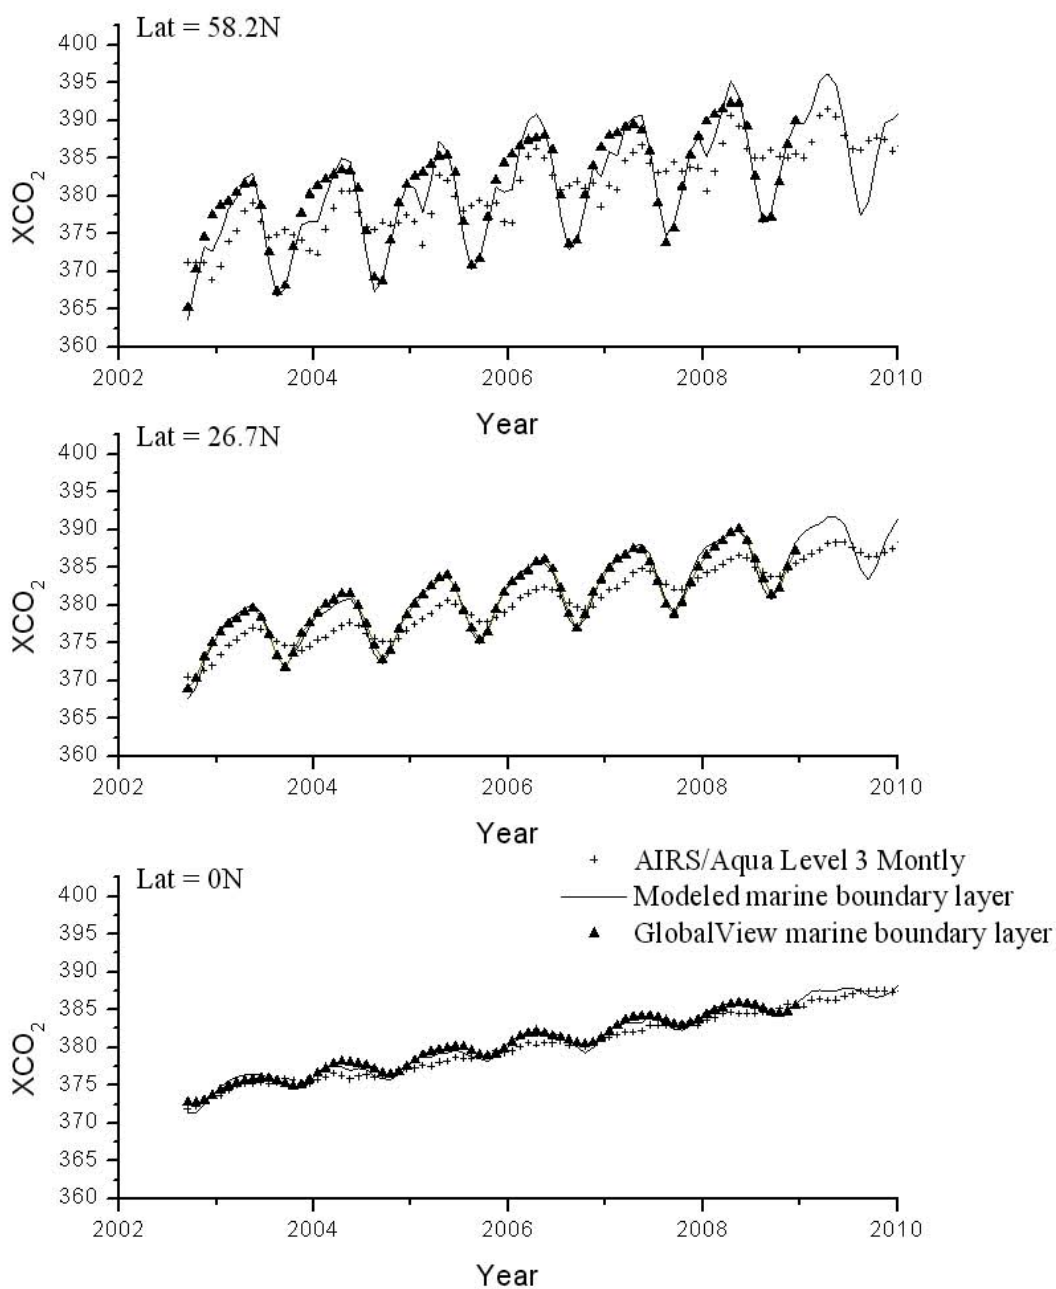 Lat = 58.2N
400
395
390
385
380
375
370
365
360
XCO2
2002 2004 2006 2008 2010
Year
Lat = 26.7N
400
395
390
385
380
375
370
365
360
XCO2
2002 2004 2006 2008 2010
Year
AIRS/Aqua Level 3 Montly
Modeled marine boundary layer
GlobalView marine boundary layer
Lat = 0N
400
395
390
385
380
375
370
365
360
XCO2
2002 2004 2006 2008 2010
Year